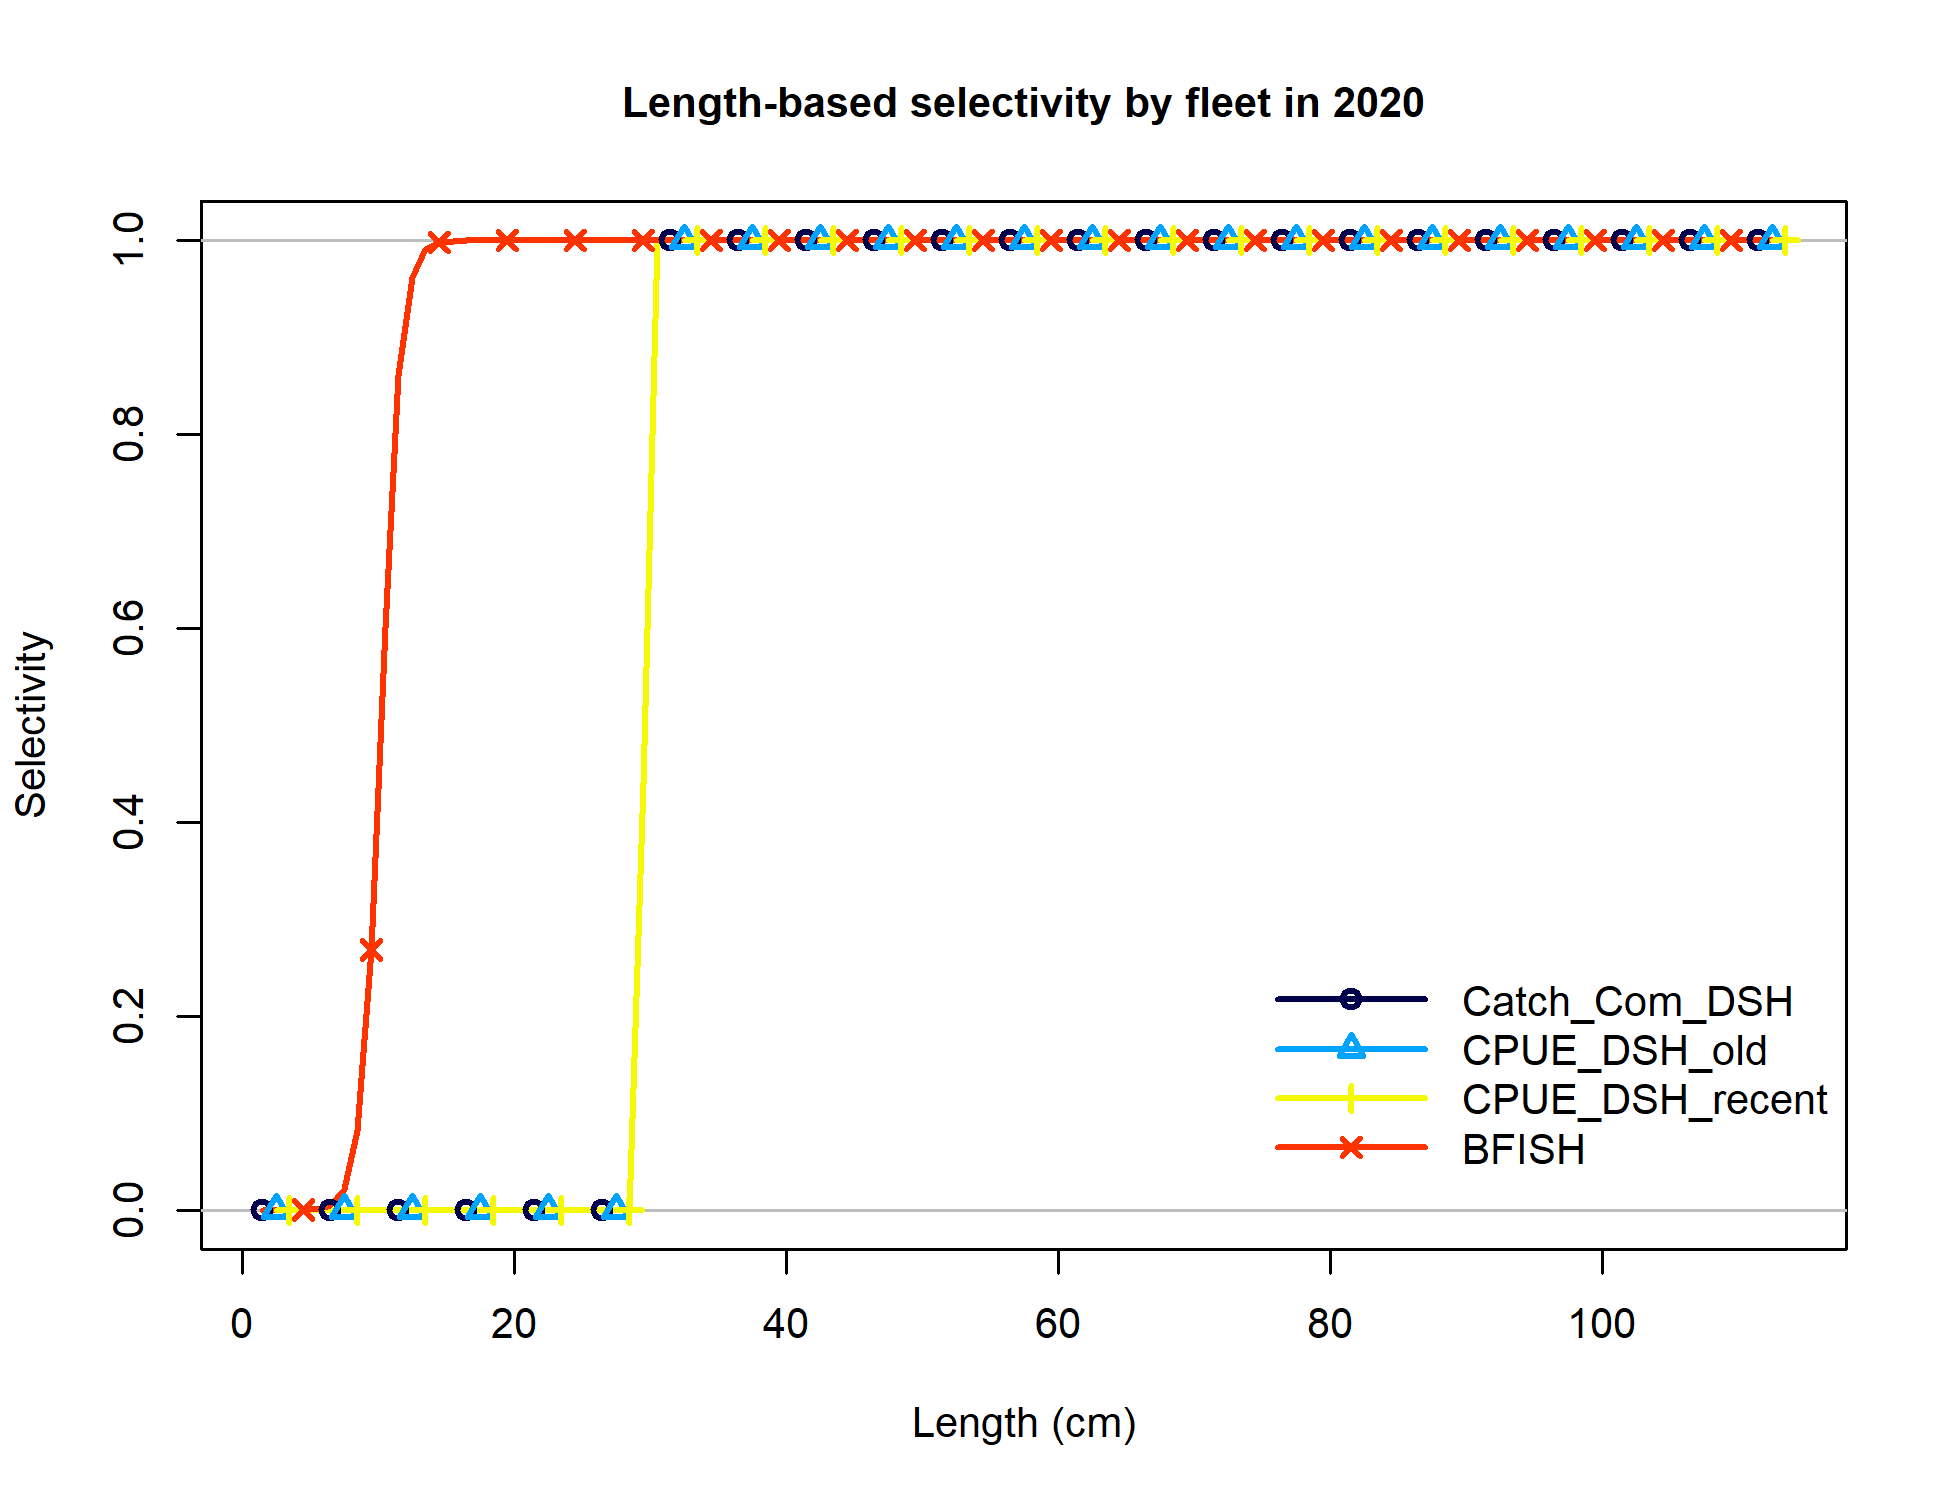 Length-based selectivity by fleet in 2020
1.0
0.8
0.6
0.4
0.2
0.0
Selectivity
Catch_Com_DSH
CPUE_DSH_old
CPUE_DSH_recent
BFISH
0 20 40 60 80 100
Length (cm)